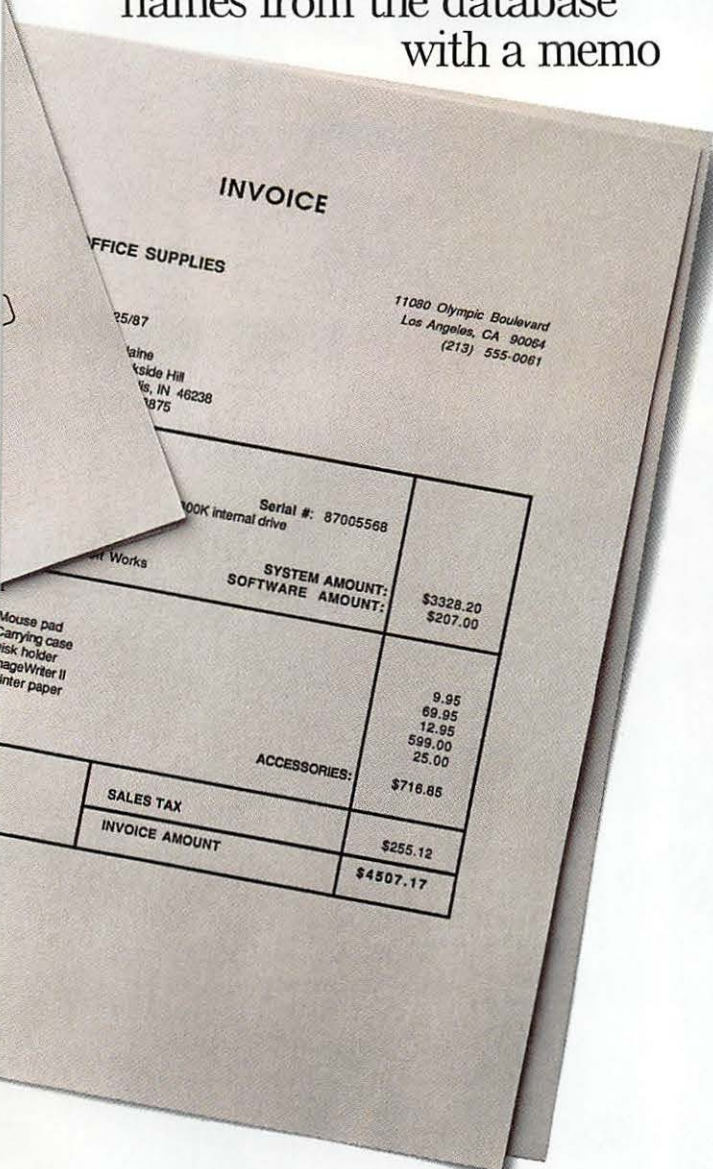 names from the database
with a memo
INVOICE
FFICE SUPPLIES
11080 Olympic Boulevard
Los Angeles, CA 90064
(213) 555-0061
25/87
laine
kside Hill
lis, IN 46238
3875
Serial #: 87005568
00K internal drive
Works
SYSTEM AMOUNT: $3328.20
SOFTWARE AMOUNT: $207.00
Mouse pad 9.95
Carrying case 69.95
isk holder 12.95
mageWriter II 599.00
inter paper 25.00
ACCESSORIES: $716.85
SALES TAX $255.12
INVOICE AMOUNT $4507.17